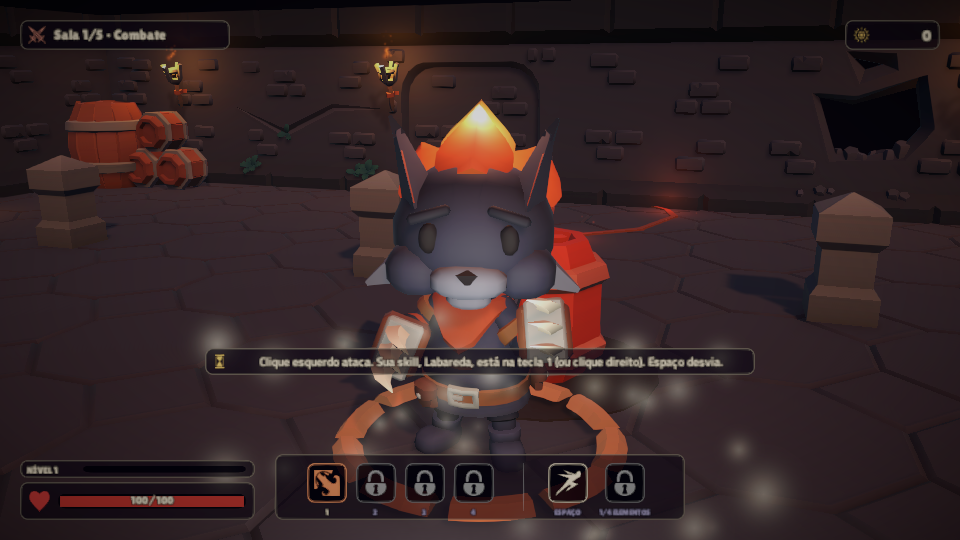 Sala 1/5 - Combate
0
Clique esquerdo ataca. Sua skill, Labareda, está na tecla 1 (ou clique direito). Espaço desvia.
NÍVEL 1
100/100
1 2 3 4 ESPAÇO 1/4 ELEMENTOS